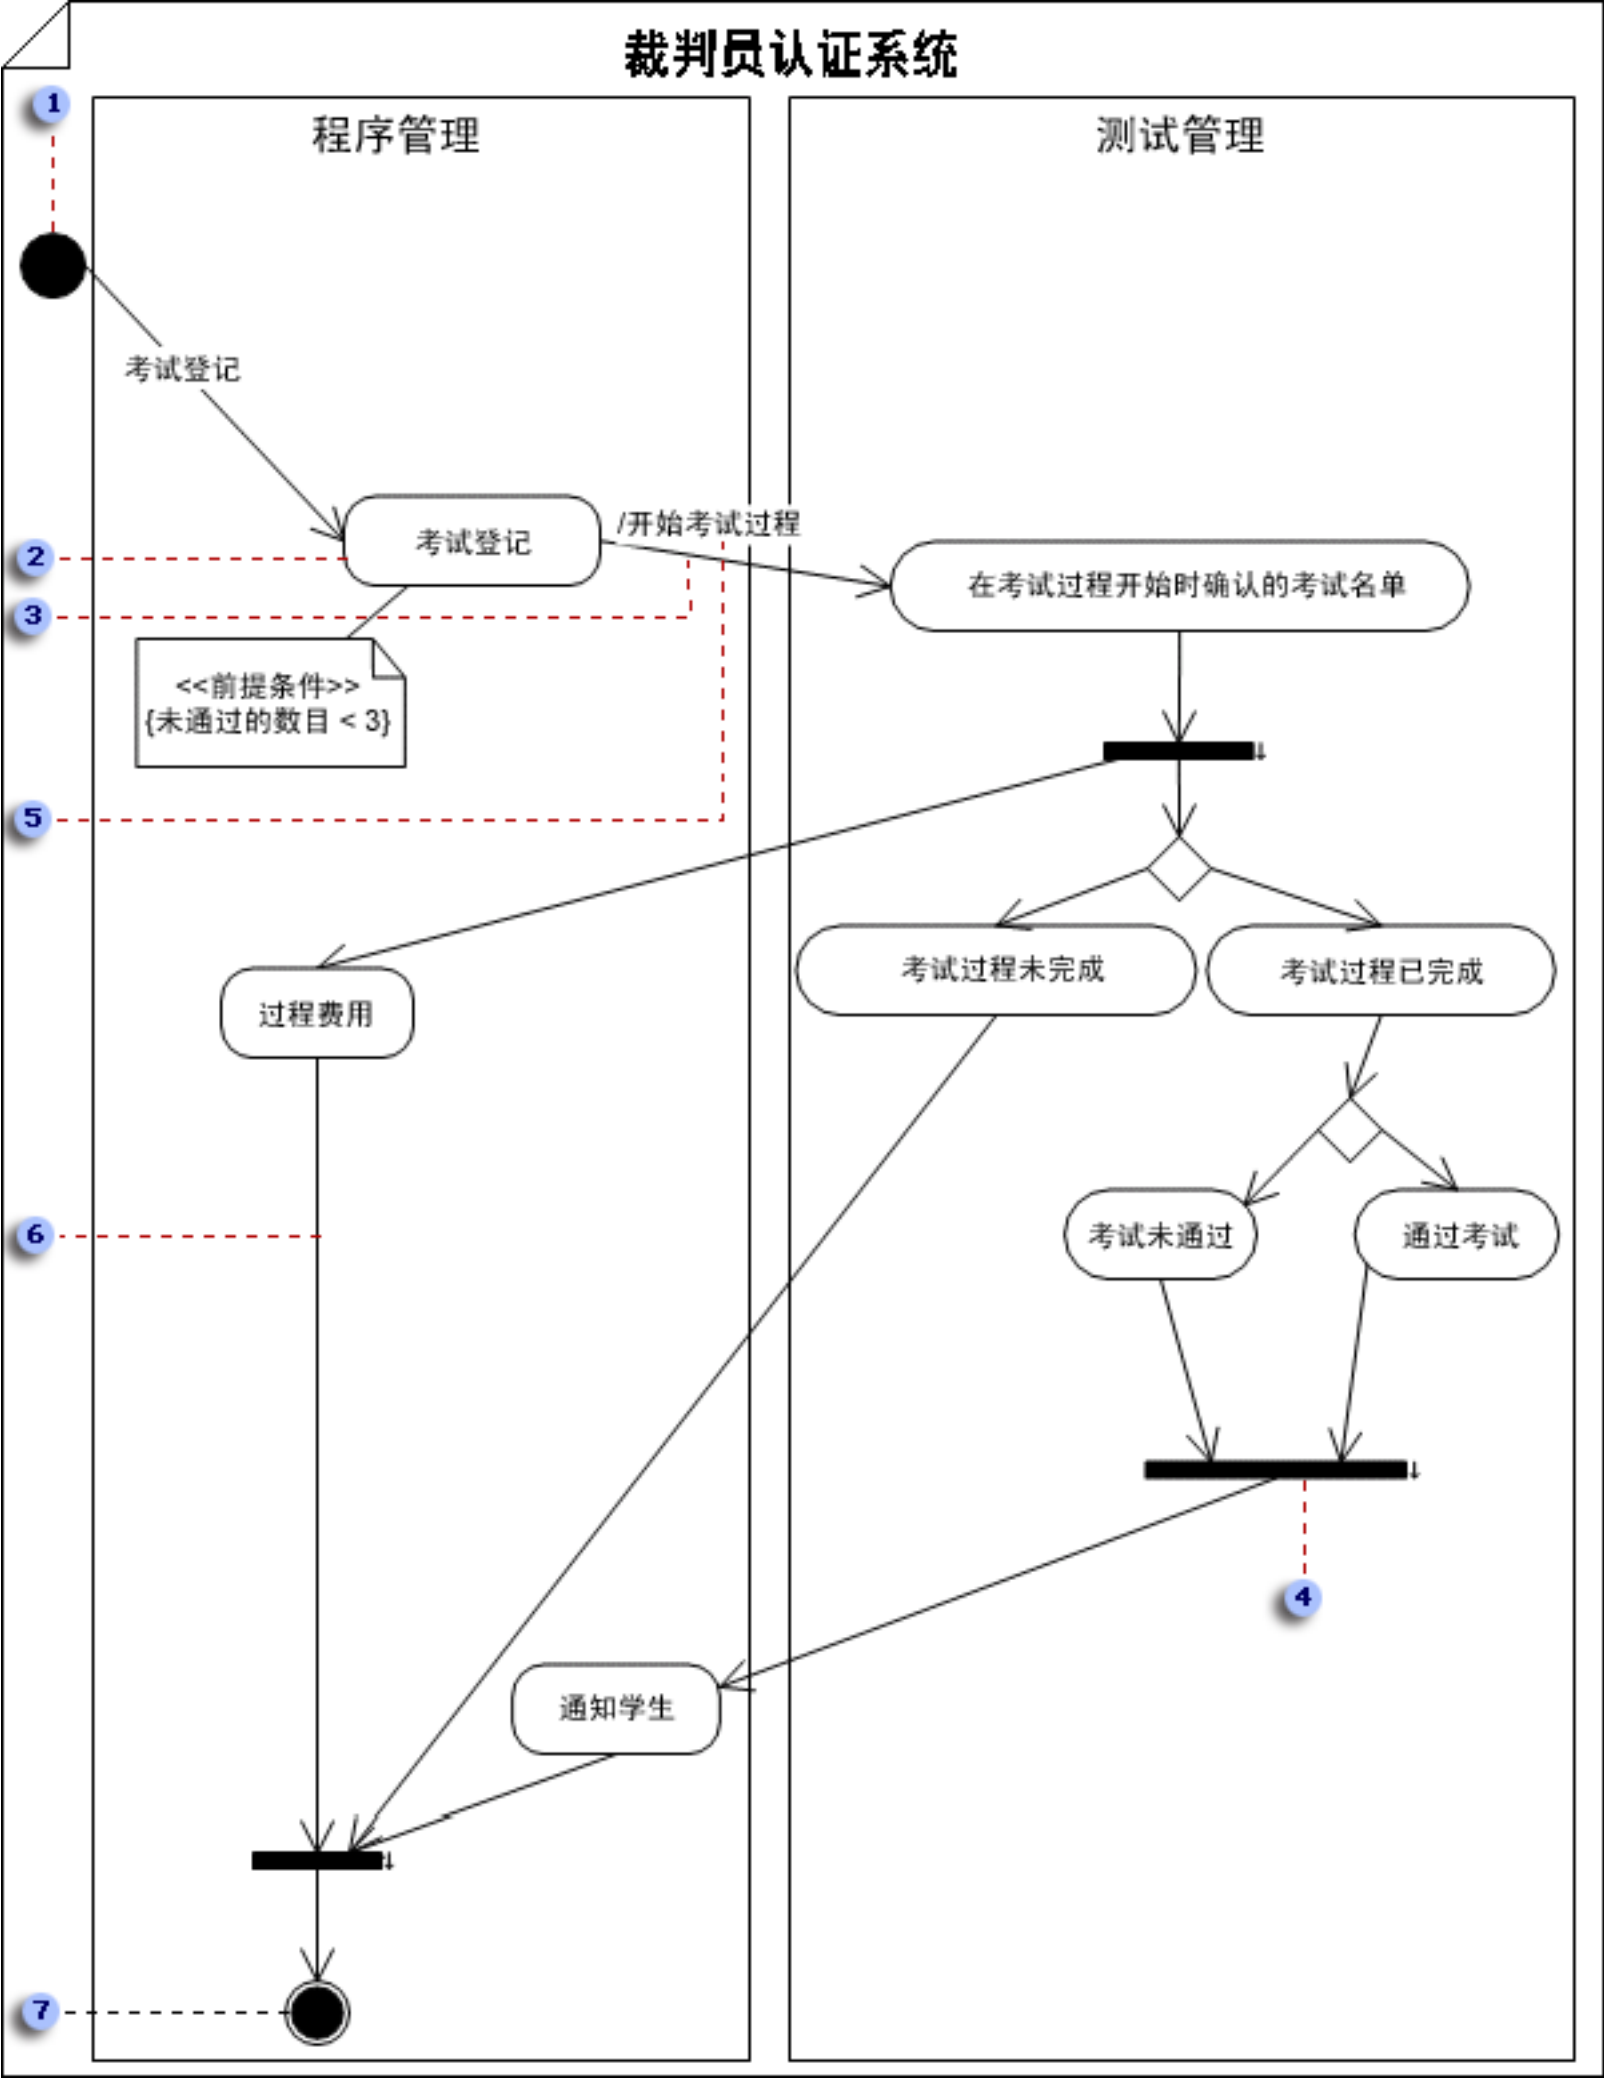 裁判员认证系统
1
程序管理
测试管理
考试登记
考试登记
/开始考试过程
2
在考试过程开始时确认的考试名单
3
<<前提条件>>
{未通过的数目 < 3}
5
考试过程未完成
考试过程已完成
过程费用
6
考试未通过
通过考试
4
通知学生
7